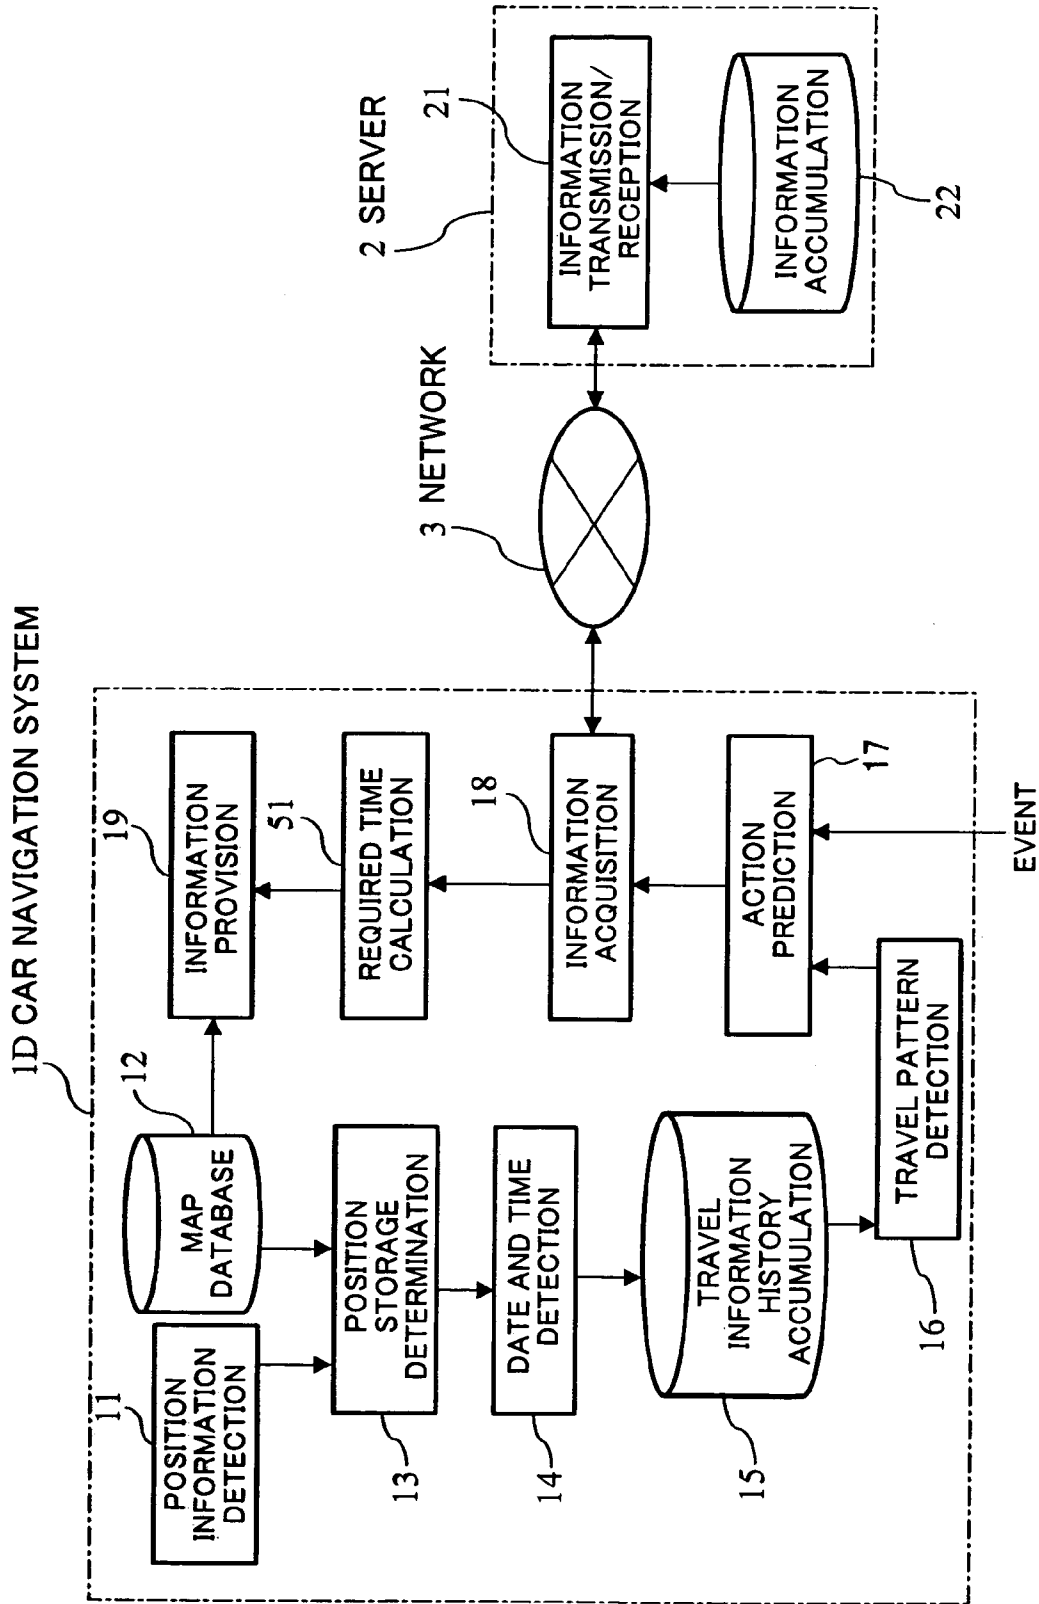 1D CAR NAVIGATION SYSTEM
11
POSITION
INFORMATION
DETECTION
12
MAP
DATABASE
19
INFORMATION
PROVISION
13
POSITION
STORAGE
DETERMINATION
51
REQUIRED TIME
CALCULATION
14
DATE AND TIME
DETECTION
18
INFORMATION
ACQUISITION
15
TRAVEL
INFORMATION
HISTORY
ACCUMULATION
ACTION
PREDICTION
17
16
TRAVEL PATTERN
DETECTION
EVENT
3 NETWORK
2 SERVER
21
INFORMATION
TRANSMISSION/
RECEPTION
INFORMATION
ACCUMULATION
22